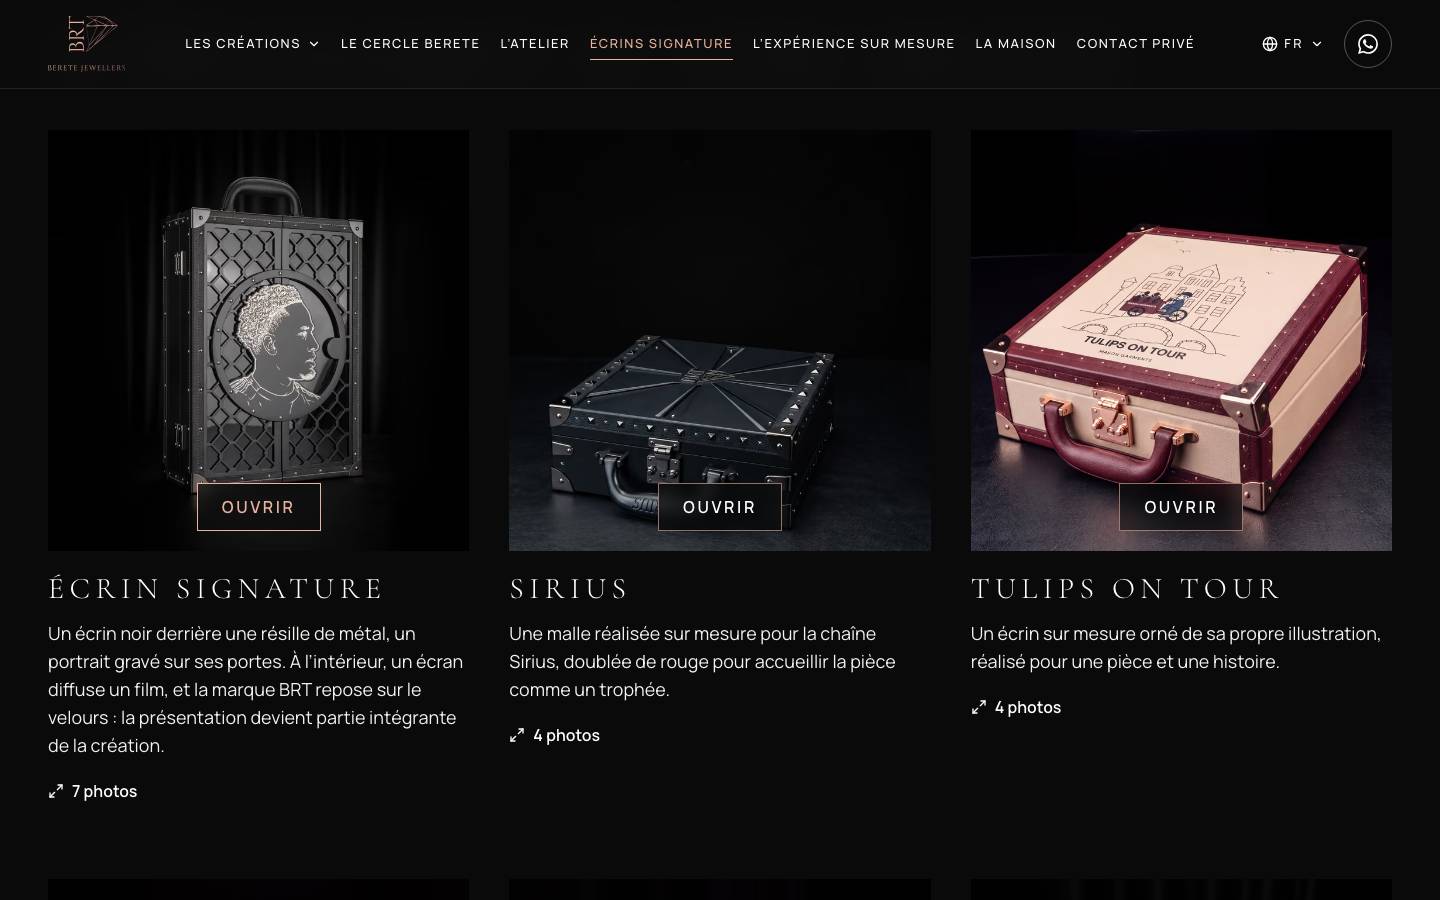 BRT
BERETE JEWELLERS
LES CRÉATIONS
LE CERCLE BERETE
L'ATELIER
ÉCRINS SIGNATURE
L'EXPÉRIENCE SUR MESURE
LA MAISON
CONTACT PRIVÉ
FR
TULIPS ON TOUR
MAISON GARMENTS
OUVRIR
OUVRIR
OUVRIR
ÉCRIN SIGNATURE
Un écrin noir derrière une résille de métal, un
portrait gravé sur ses portes. À l’intérieur, un écran
diffuse un film, et la marque BRT repose sur le
velours : la présentation devient partie intégrante
de la création.
7 photos
SIRIUS
Une malle réalisée sur mesure pour la chaîne
Sirius, doublée de rouge pour accueillir la pièce
comme un trophée.
4 photos
TULIPS ON TOUR
Un écrin sur mesure orné de sa propre illustration,
réalisé pour une pièce et une histoire.
4 photos